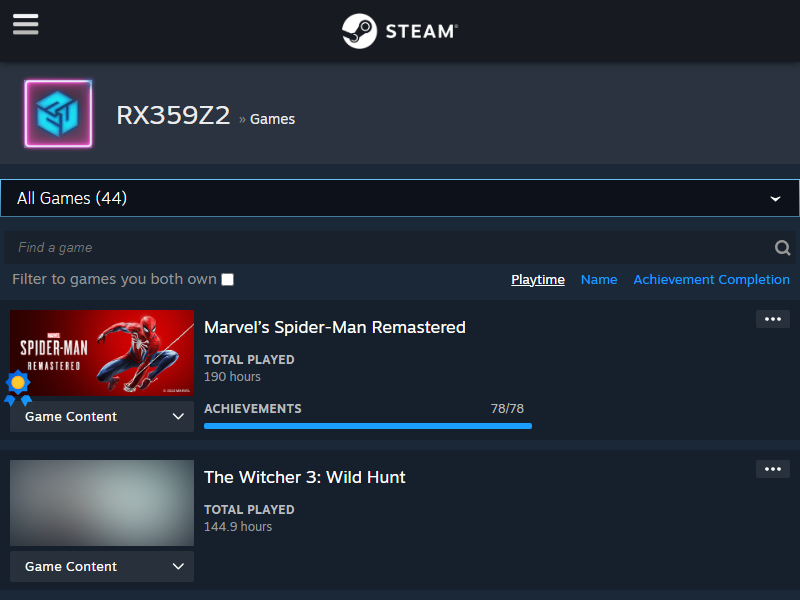 STEAM®
RX359Z2 » Games
All Games (44)
Find a game
Filter to games you both own
Playtime Name Achievement Completion
MARVEL
SPIDER-MAN
REMASTERED
Marvel’s Spider-Man Remastered
TOTAL PLAYED
190 hours
ACHIEVEMENTS 78/78
Game Content
The Witcher 3: Wild Hunt
TOTAL PLAYED
144.9 hours
Game Content